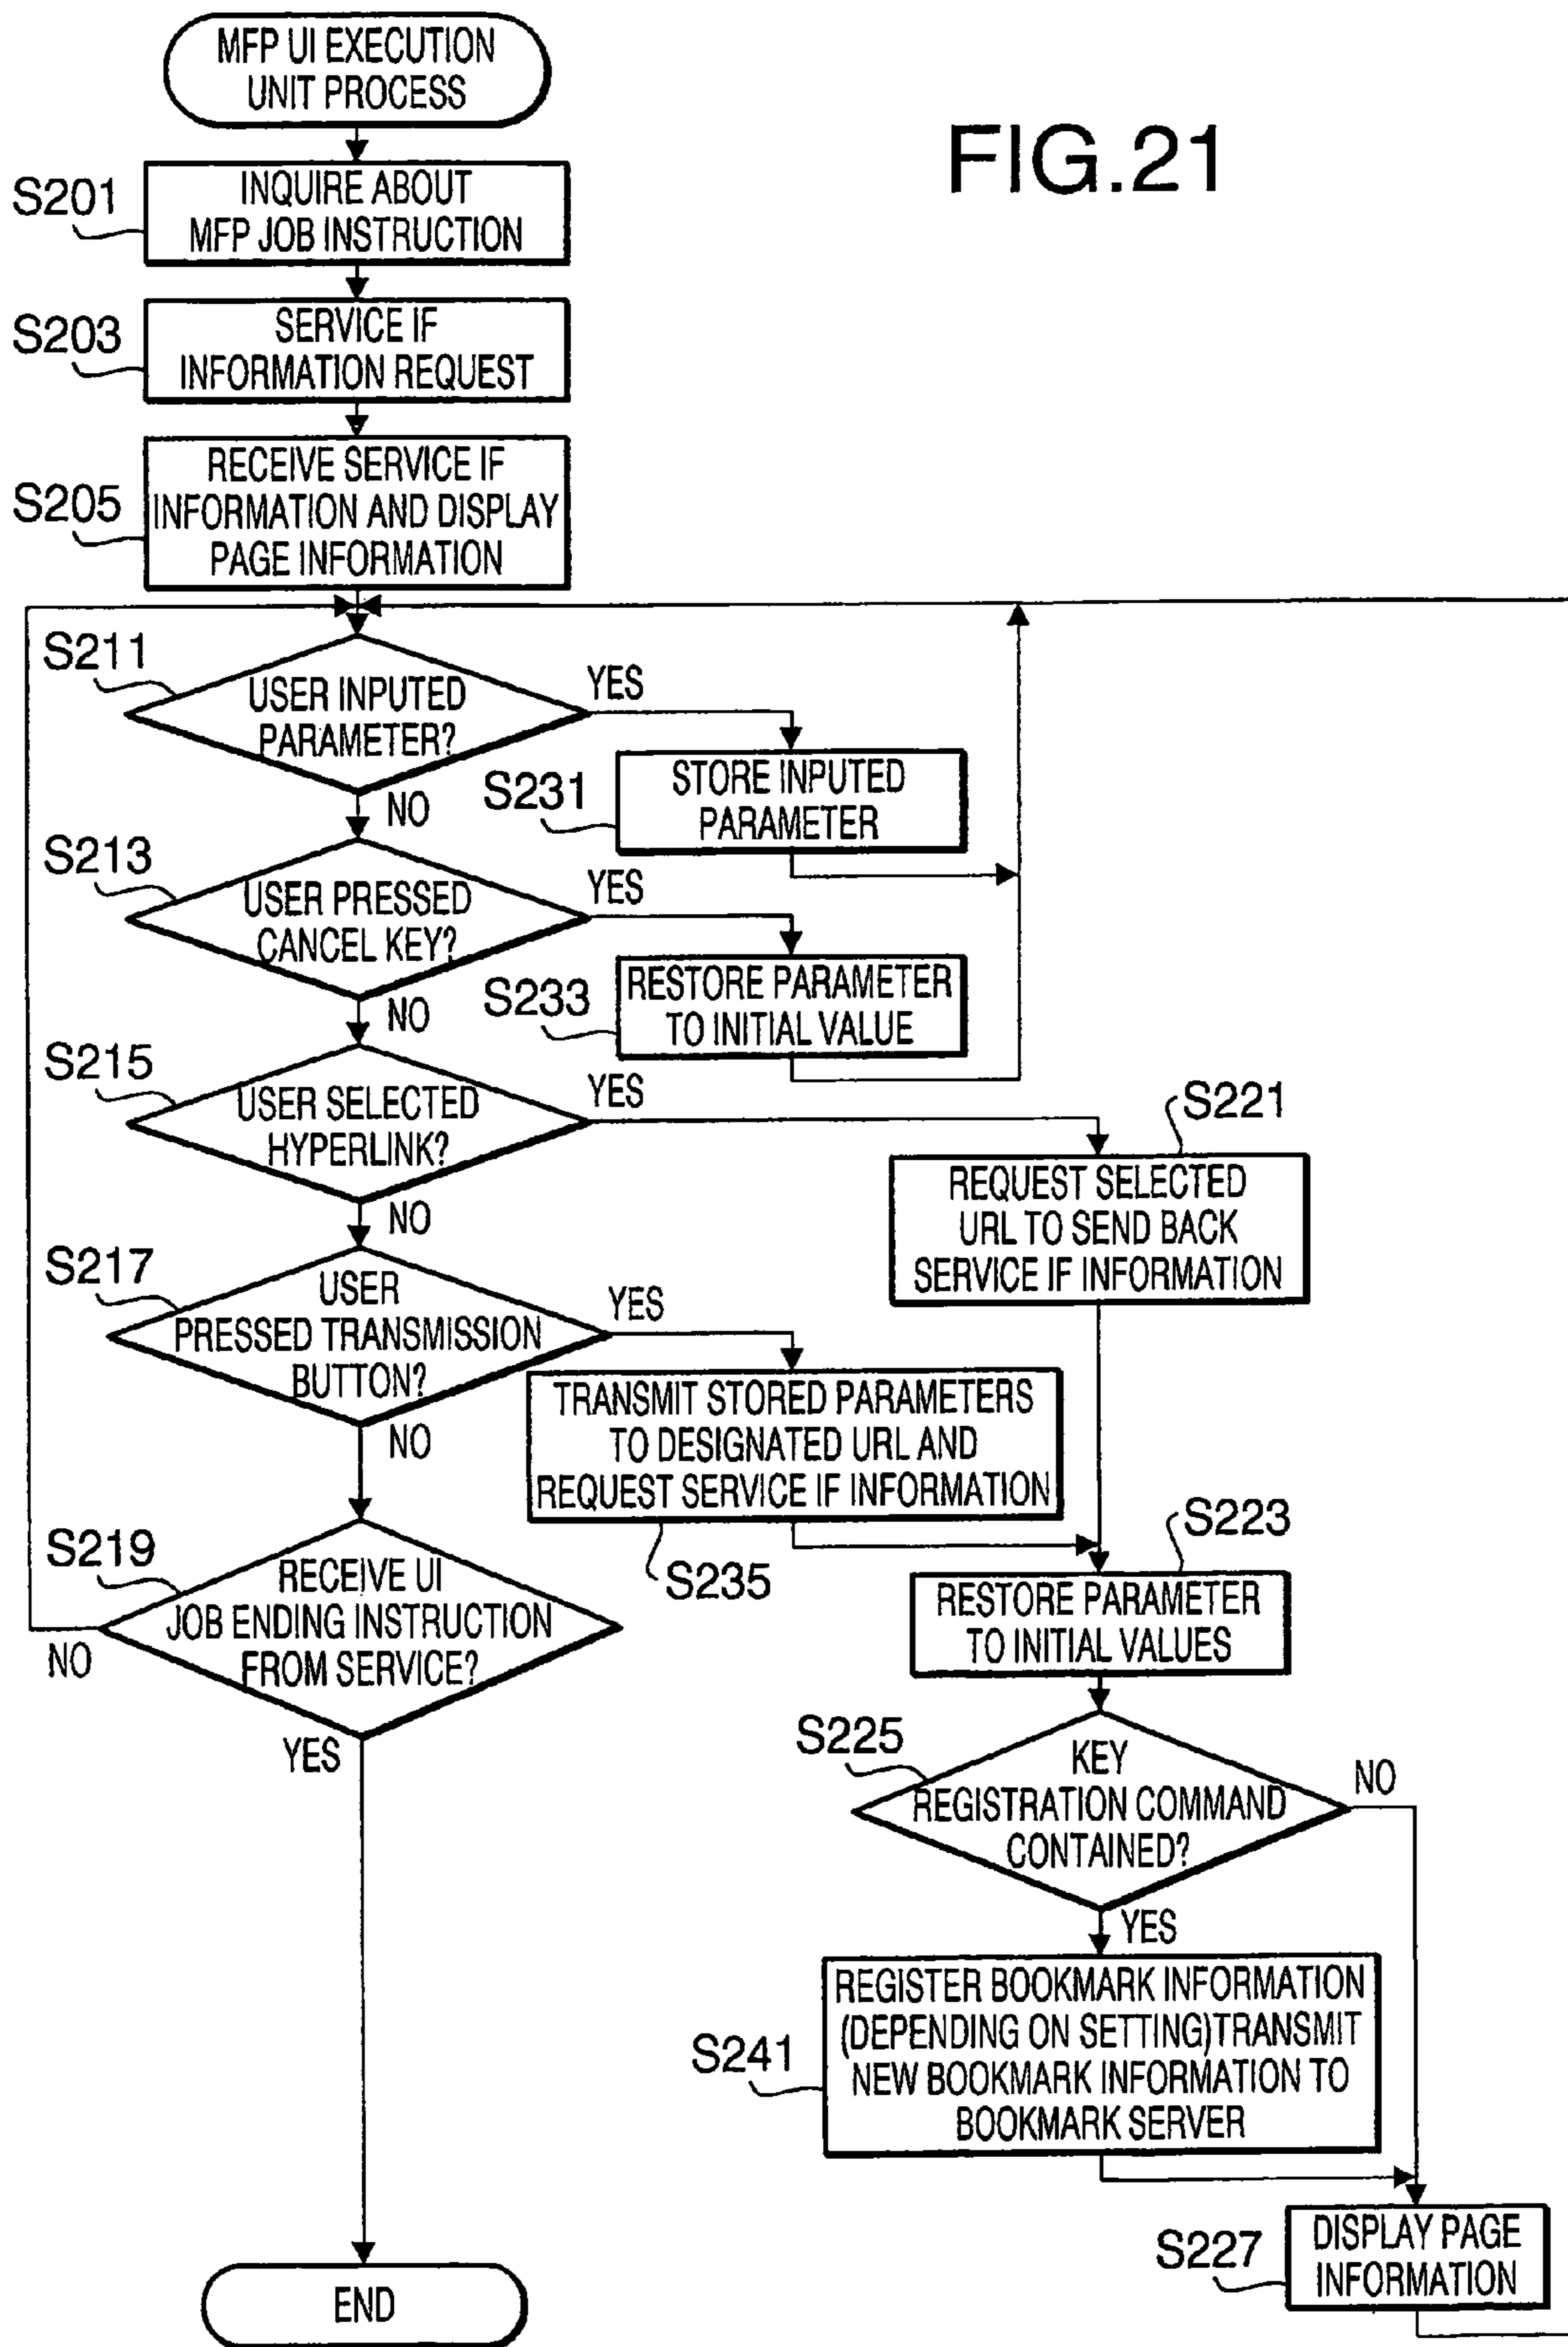 MFP UI EXECUTION
UNIT PROCESS
FIG.21
S201
INQUIRE ABOUT
MFP JOB INSTRUCTION
S203
SERVICE IF
INFORMATION REQUEST
S205
RECEIVE SERVICE IF
INFORMATION AND DISPLAY
PAGE INFORMATION
S211
USER INPUTED
PARAMETER?
YES
NO
S231
STORE INPUTED
PARAMETER
S213
USER PRESSED
CANCEL KEY?
YES
NO
S233
RESTORE PARAMETER
TO INITIAL VALUE
S215
USER SELECTED
HYPERLINK?
YES
NO
S221
REQUEST SELECTED
URL TO SEND BACK
SERVICE IF INFORMATION
S217
USER
PRESSED TRANSMISSION
BUTTON?
YES
NO
TRANSMIT STORED PARAMETERS
TO DESIGNATED URL AND
REQUEST SERVICE IF INFORMATION
S235
S219
RECEIVE UI
JOB ENDING INSTRUCTION
FROM SERVICE?
NO
YES
S223
RESTORE PARAMETER
TO INITIAL VALUES
S225
KEY
REGISTRATION COMMAND
CONTAINED?
NO
YES
S241
REGISTER BOOKMARK INFORMATION
(DEPENDING ON SETTING)TRANSMIT
NEW BOOKMARK INFORMATION TO
BOOKMARK SERVER
S227
DISPLAY PAGE
INFORMATION
END